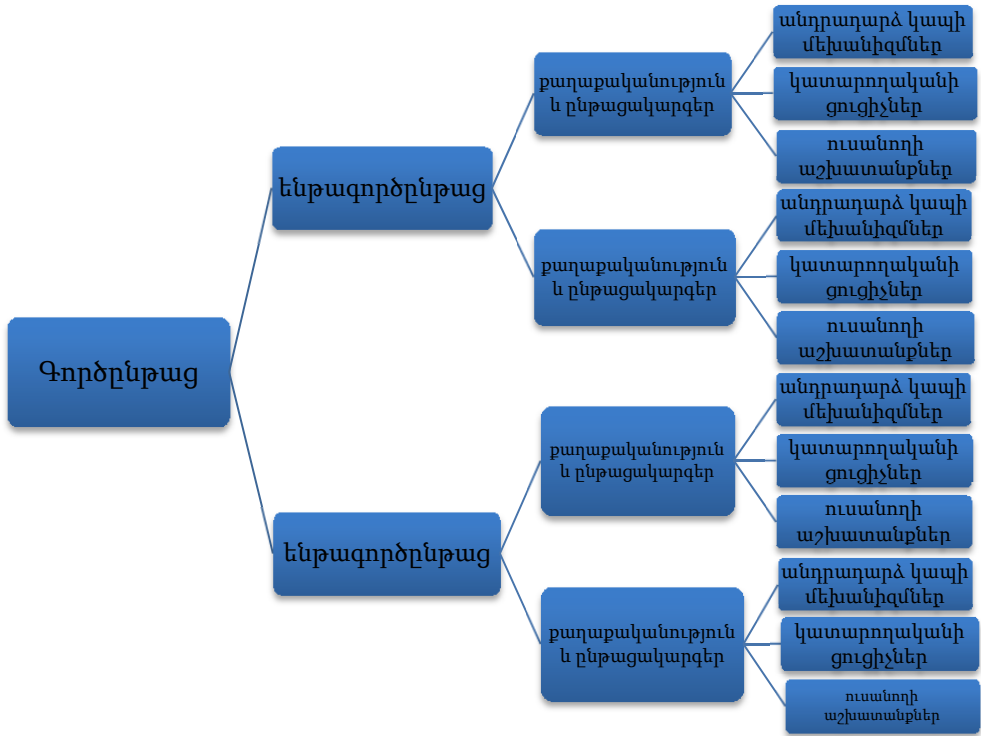 Գործընթաց
ենթագործընթաց
քաղաքականություն
և ընթացակարգեր
անդրադարձ կապի
մեխանիզմներ
կատարողականի
ցուցիչներ
ուսանողի
աշխատանքներ
քաղաքականություն
և ընթացակարգեր
անդրադարձ կապի
մեխանիզմներ
կատարողականի
ցուցիչներ
ուսանողի
աշխատանքներ
ենթագործընթաց
քաղաքականություն
և ընթացակարգեր
անդրադարձ կապի
մեխանիզմներ
կատարողականի
ցուցիչներ
ուսանողի
աշխատանքներ
քաղաքականություն
և ընթացակարգեր
անդրադարձ կապի
մեխանիզմներ
կատարողականի
ցուցիչներ
ուսանողի
աշխատանքներ